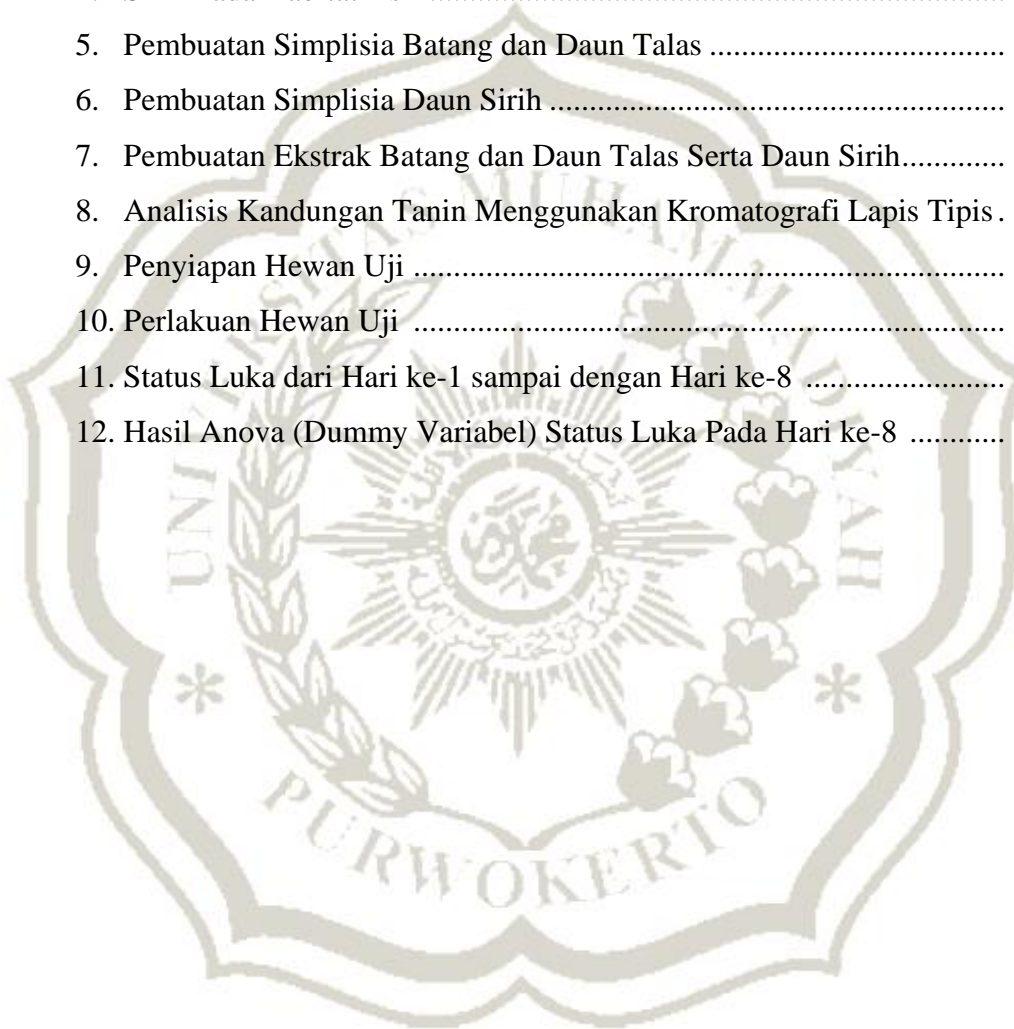 5. Pembuatan Simplisia Batang dan Daun Talas .....................................
6. Pembuatan Simplisia Daun Sirih .........................................................
7. Pembuatan Ekstrak Batang dan Daun Talas Serta Daun Sirih.............
8. Analisis Kandungan Tanin Menggunakan Kromatografi Lapis Tipis .
9. Penyiapan Hewan Uji ..........................................................................
10. Perlakuan Hewan Uji ..........................................................................
11. Status Luka dari Hari ke-1 sampai dengan Hari ke-8 .........................
12. Hasil Anova (Dummy Variabel) Status Luka Pada Hari ke-8 ............
UNIVERSITAS MUHAMMADIYAH
PURWOKERTO